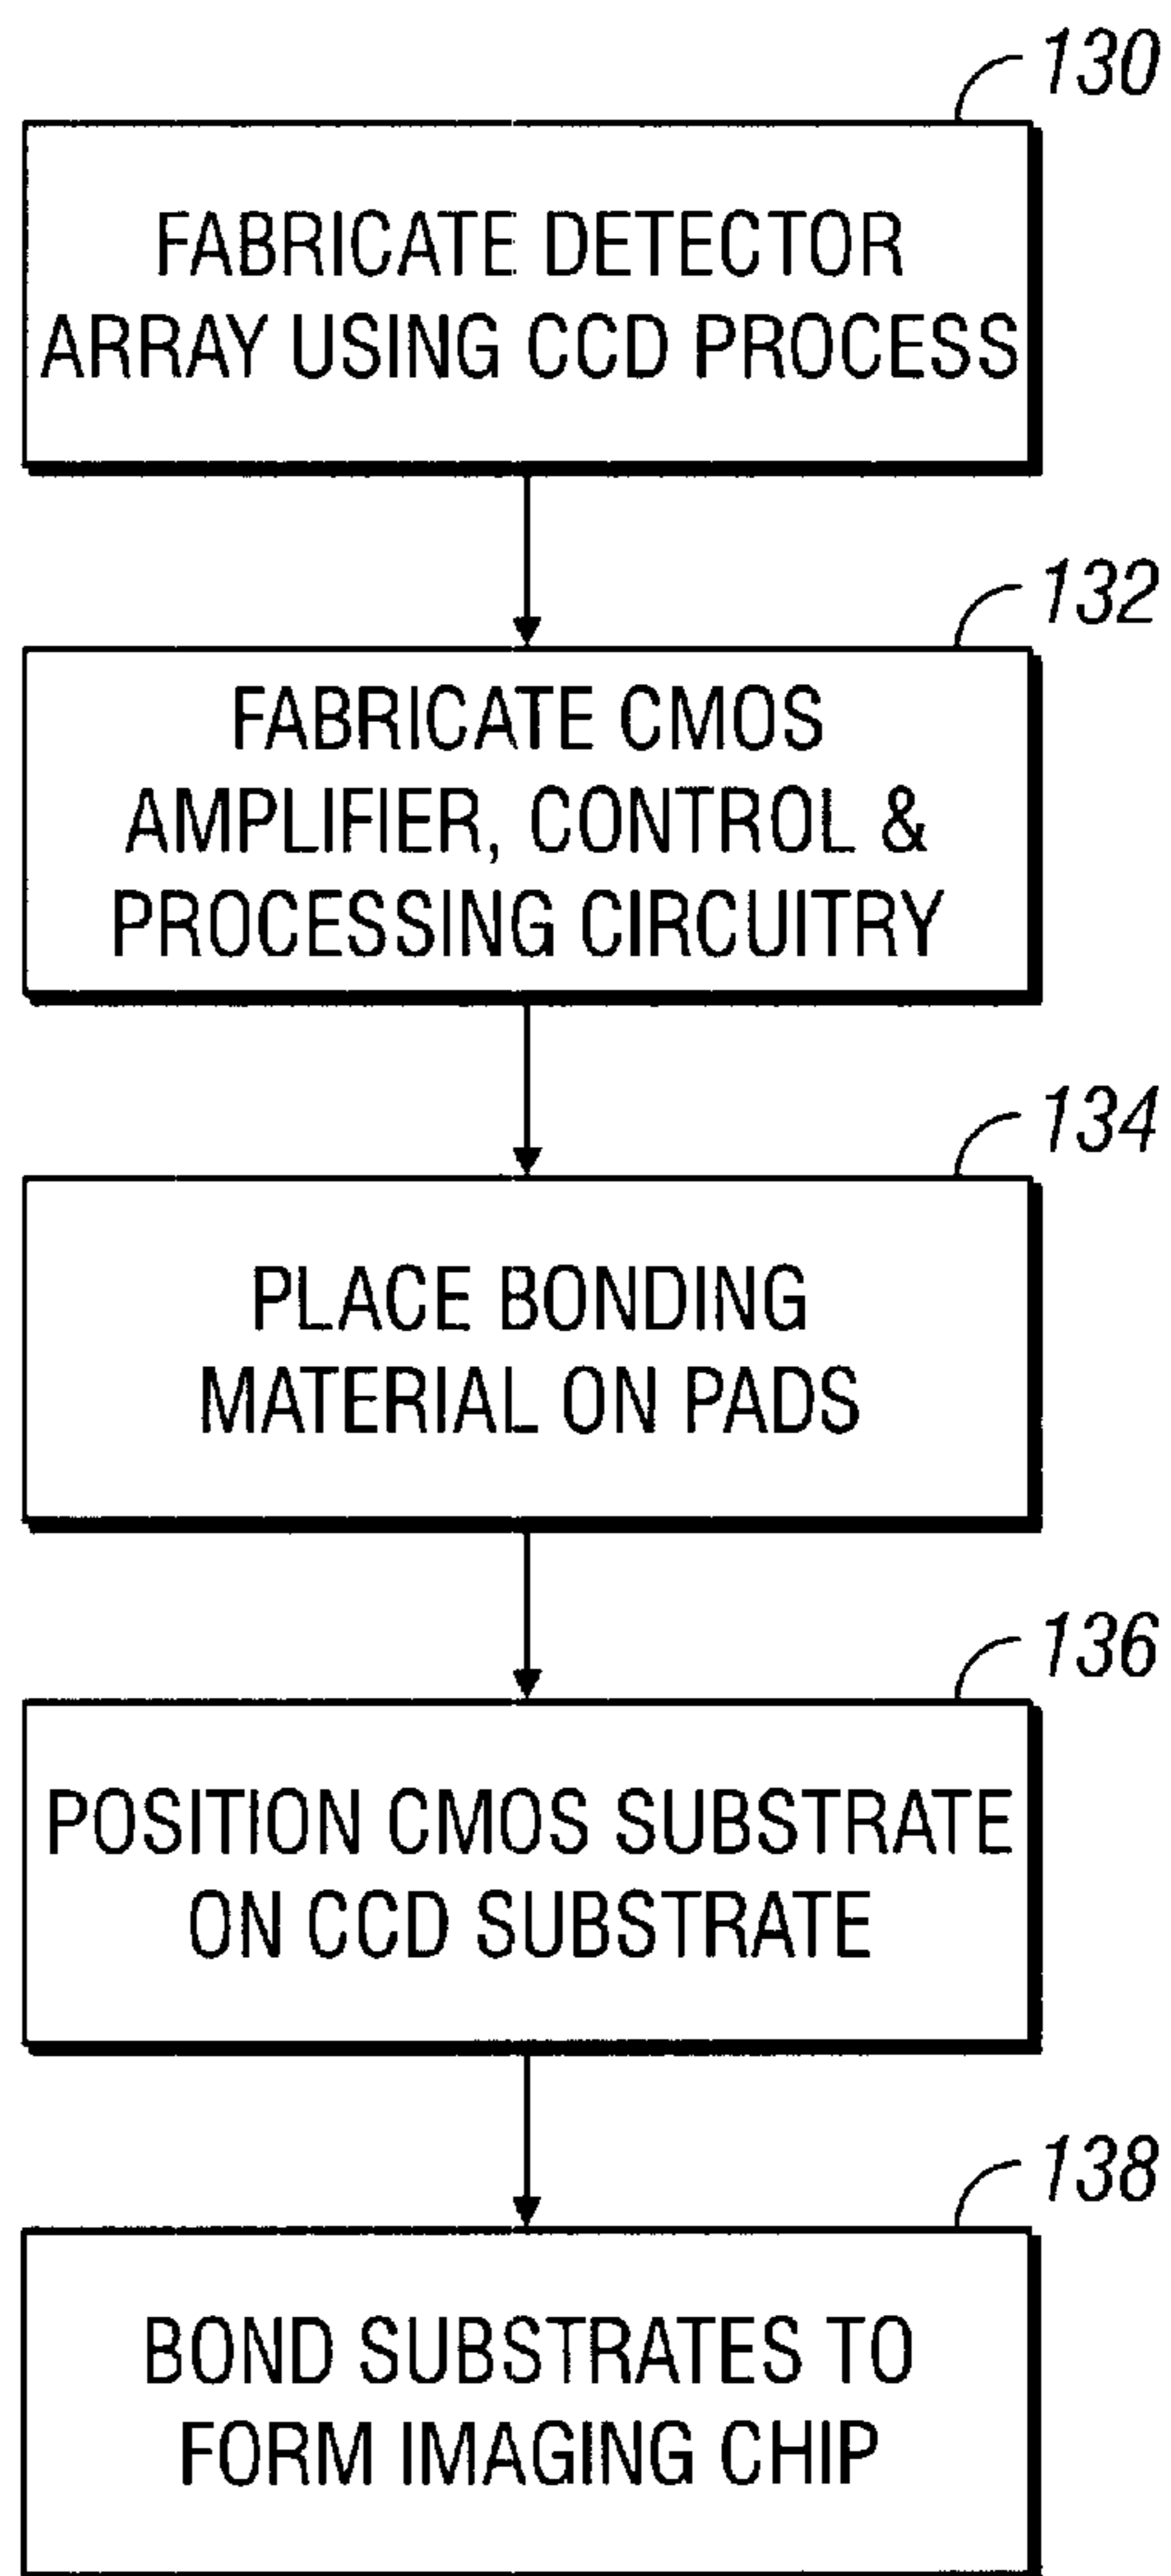 130
FABRICATE DETECTOR
ARRAY USING CCD PROCESS
132
FABRICATE CMOS
AMPLIFIER, CONTROL &
PROCESSING CIRCUITRY
134
PLACE BONDING
MATERIAL ON PADS
136
POSITION CMOS SUBSTRATE
ON CCD SUBSTRATE
138
BOND SUBSTRATES TO
FORM IMAGING CHIP